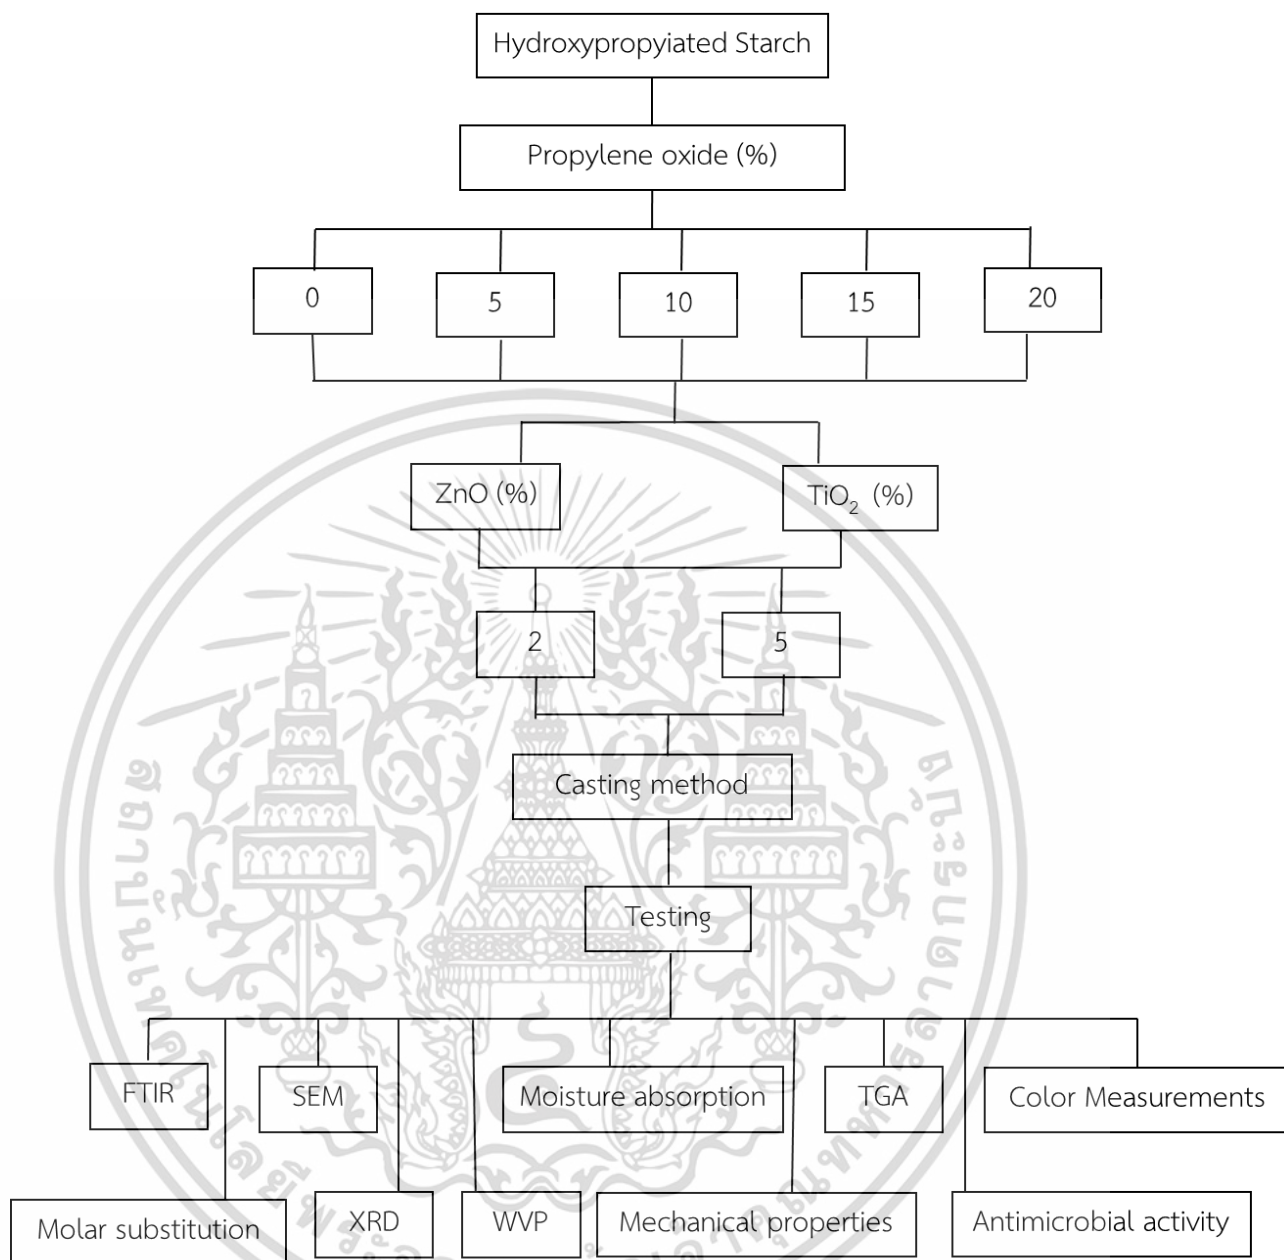 Hydroxypropyiated Starch
Propylene oxide (%)
0
5
10
15
20
ZnO (%)
TiO₂ (%)
2
5
Casting method
Testing
FTIR
SEM
Moisture absorption
TGA
Color Measurements
Molar substitution
XRD
WVP
Mechanical properties
Antimicrobial activity